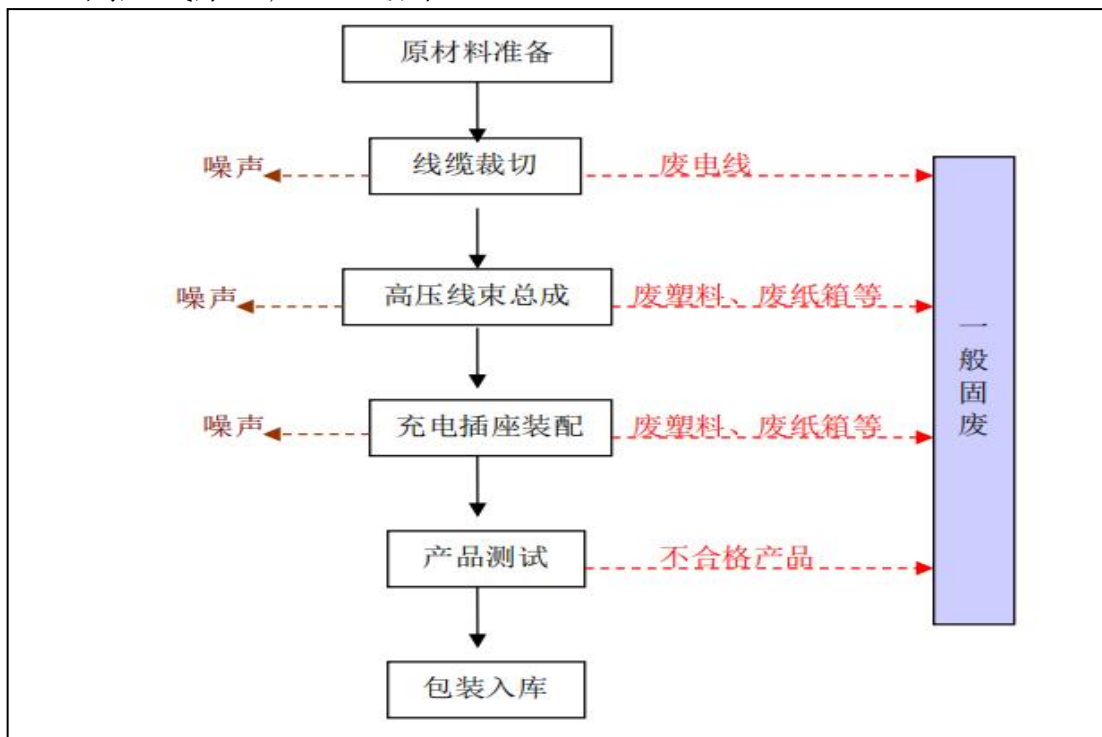 原材料准备
噪声 线缆裁切 废电线
噪声 高压线束总成 废塑料、废纸箱等
一般固废
噪声 充电插座装配 废塑料、废纸箱等
产品测试 不合格产品
包装入库